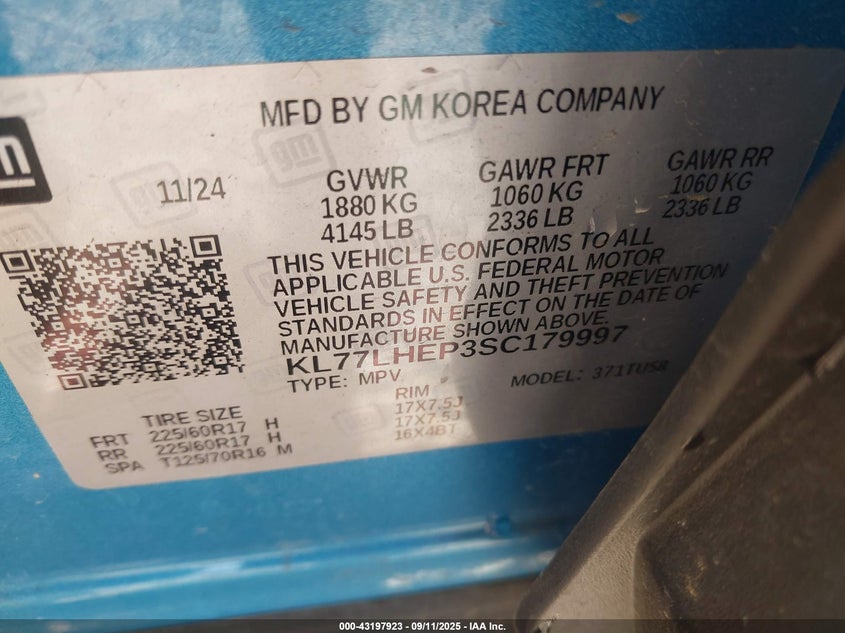 gm
MFD BY GM KOREA COMPANY
11/24
GVWR
1880 KG
4145 LB
GAWR FRT
1060 KG
2336 LB
GAWR RR
1060 KG
2336 LB
THIS VEHICLE CONFORMS TO ALL
APPLICABLE U.S. FEDERAL MOTOR
VEHICLE SAFETY AND THEFT PREVENTION
STANDARDS IN EFFECT ON THE DATE OF
MANUFACTURE SHOWN ABOVE.
KL77LHEP3SC179997
TYPE: MPV
MODEL: 371TUS8
TIRE SIZE
RIM
FRT 225/60R17 H 17X7.5J
RR 225/60R17 H 17X7.5J
SPA T125/70R16 M 16X4BT
000-43197923 - 09/11/2025 - IAA Inc.